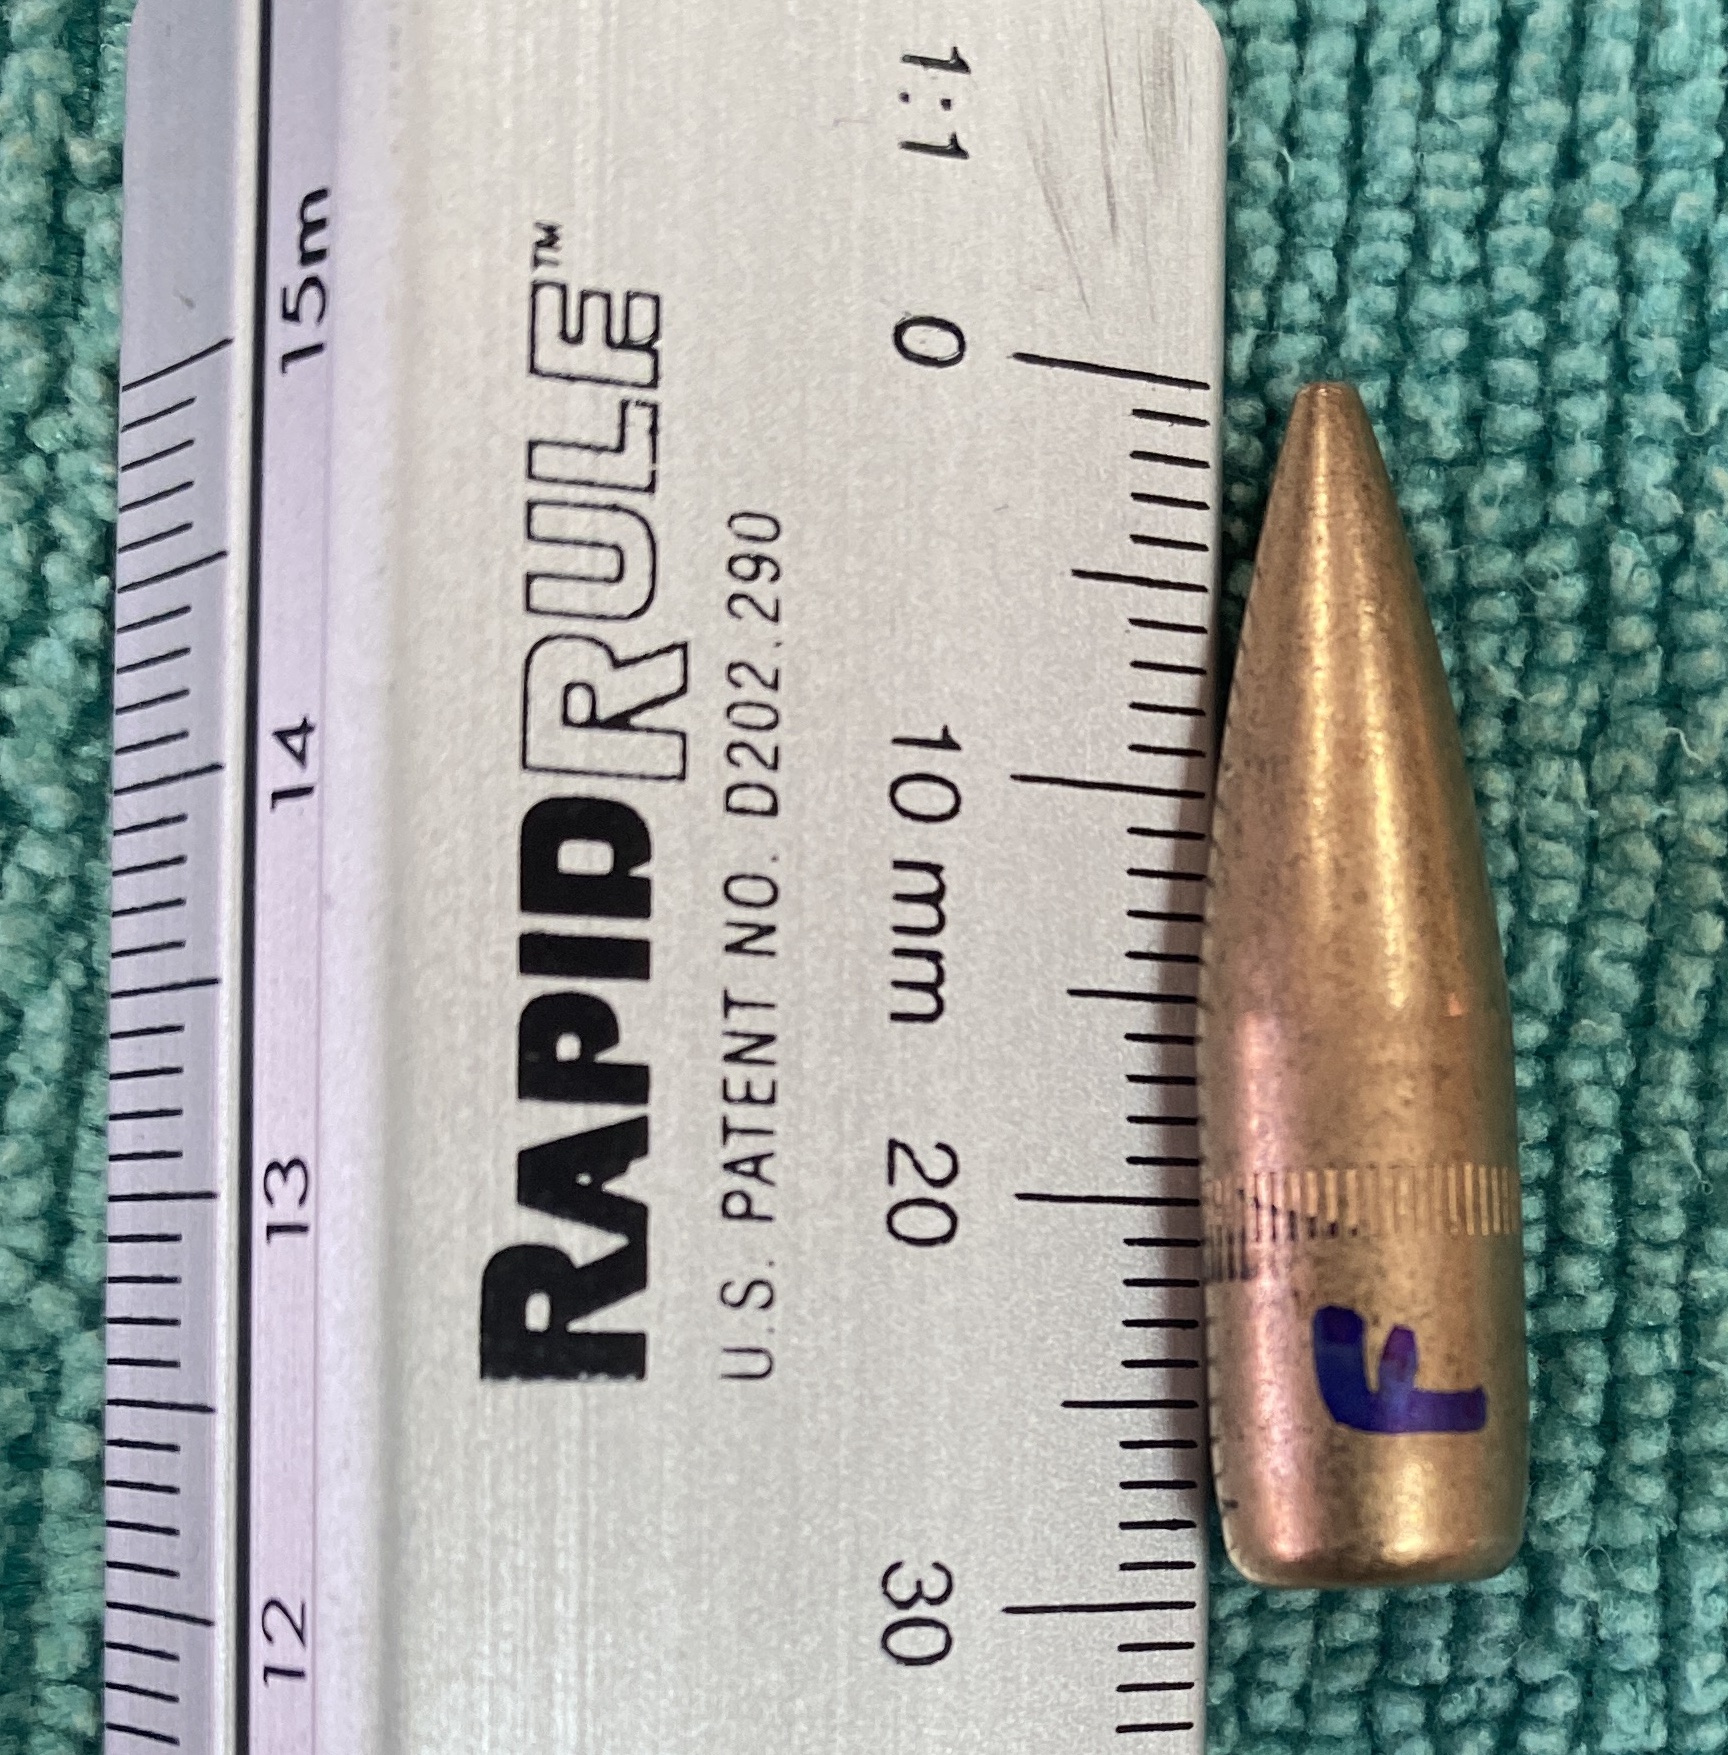 1:1
0
10 mm
20
30
RAPIDRULE™
U.S. PATENT NO. D202.290
15m
14
13
12
F